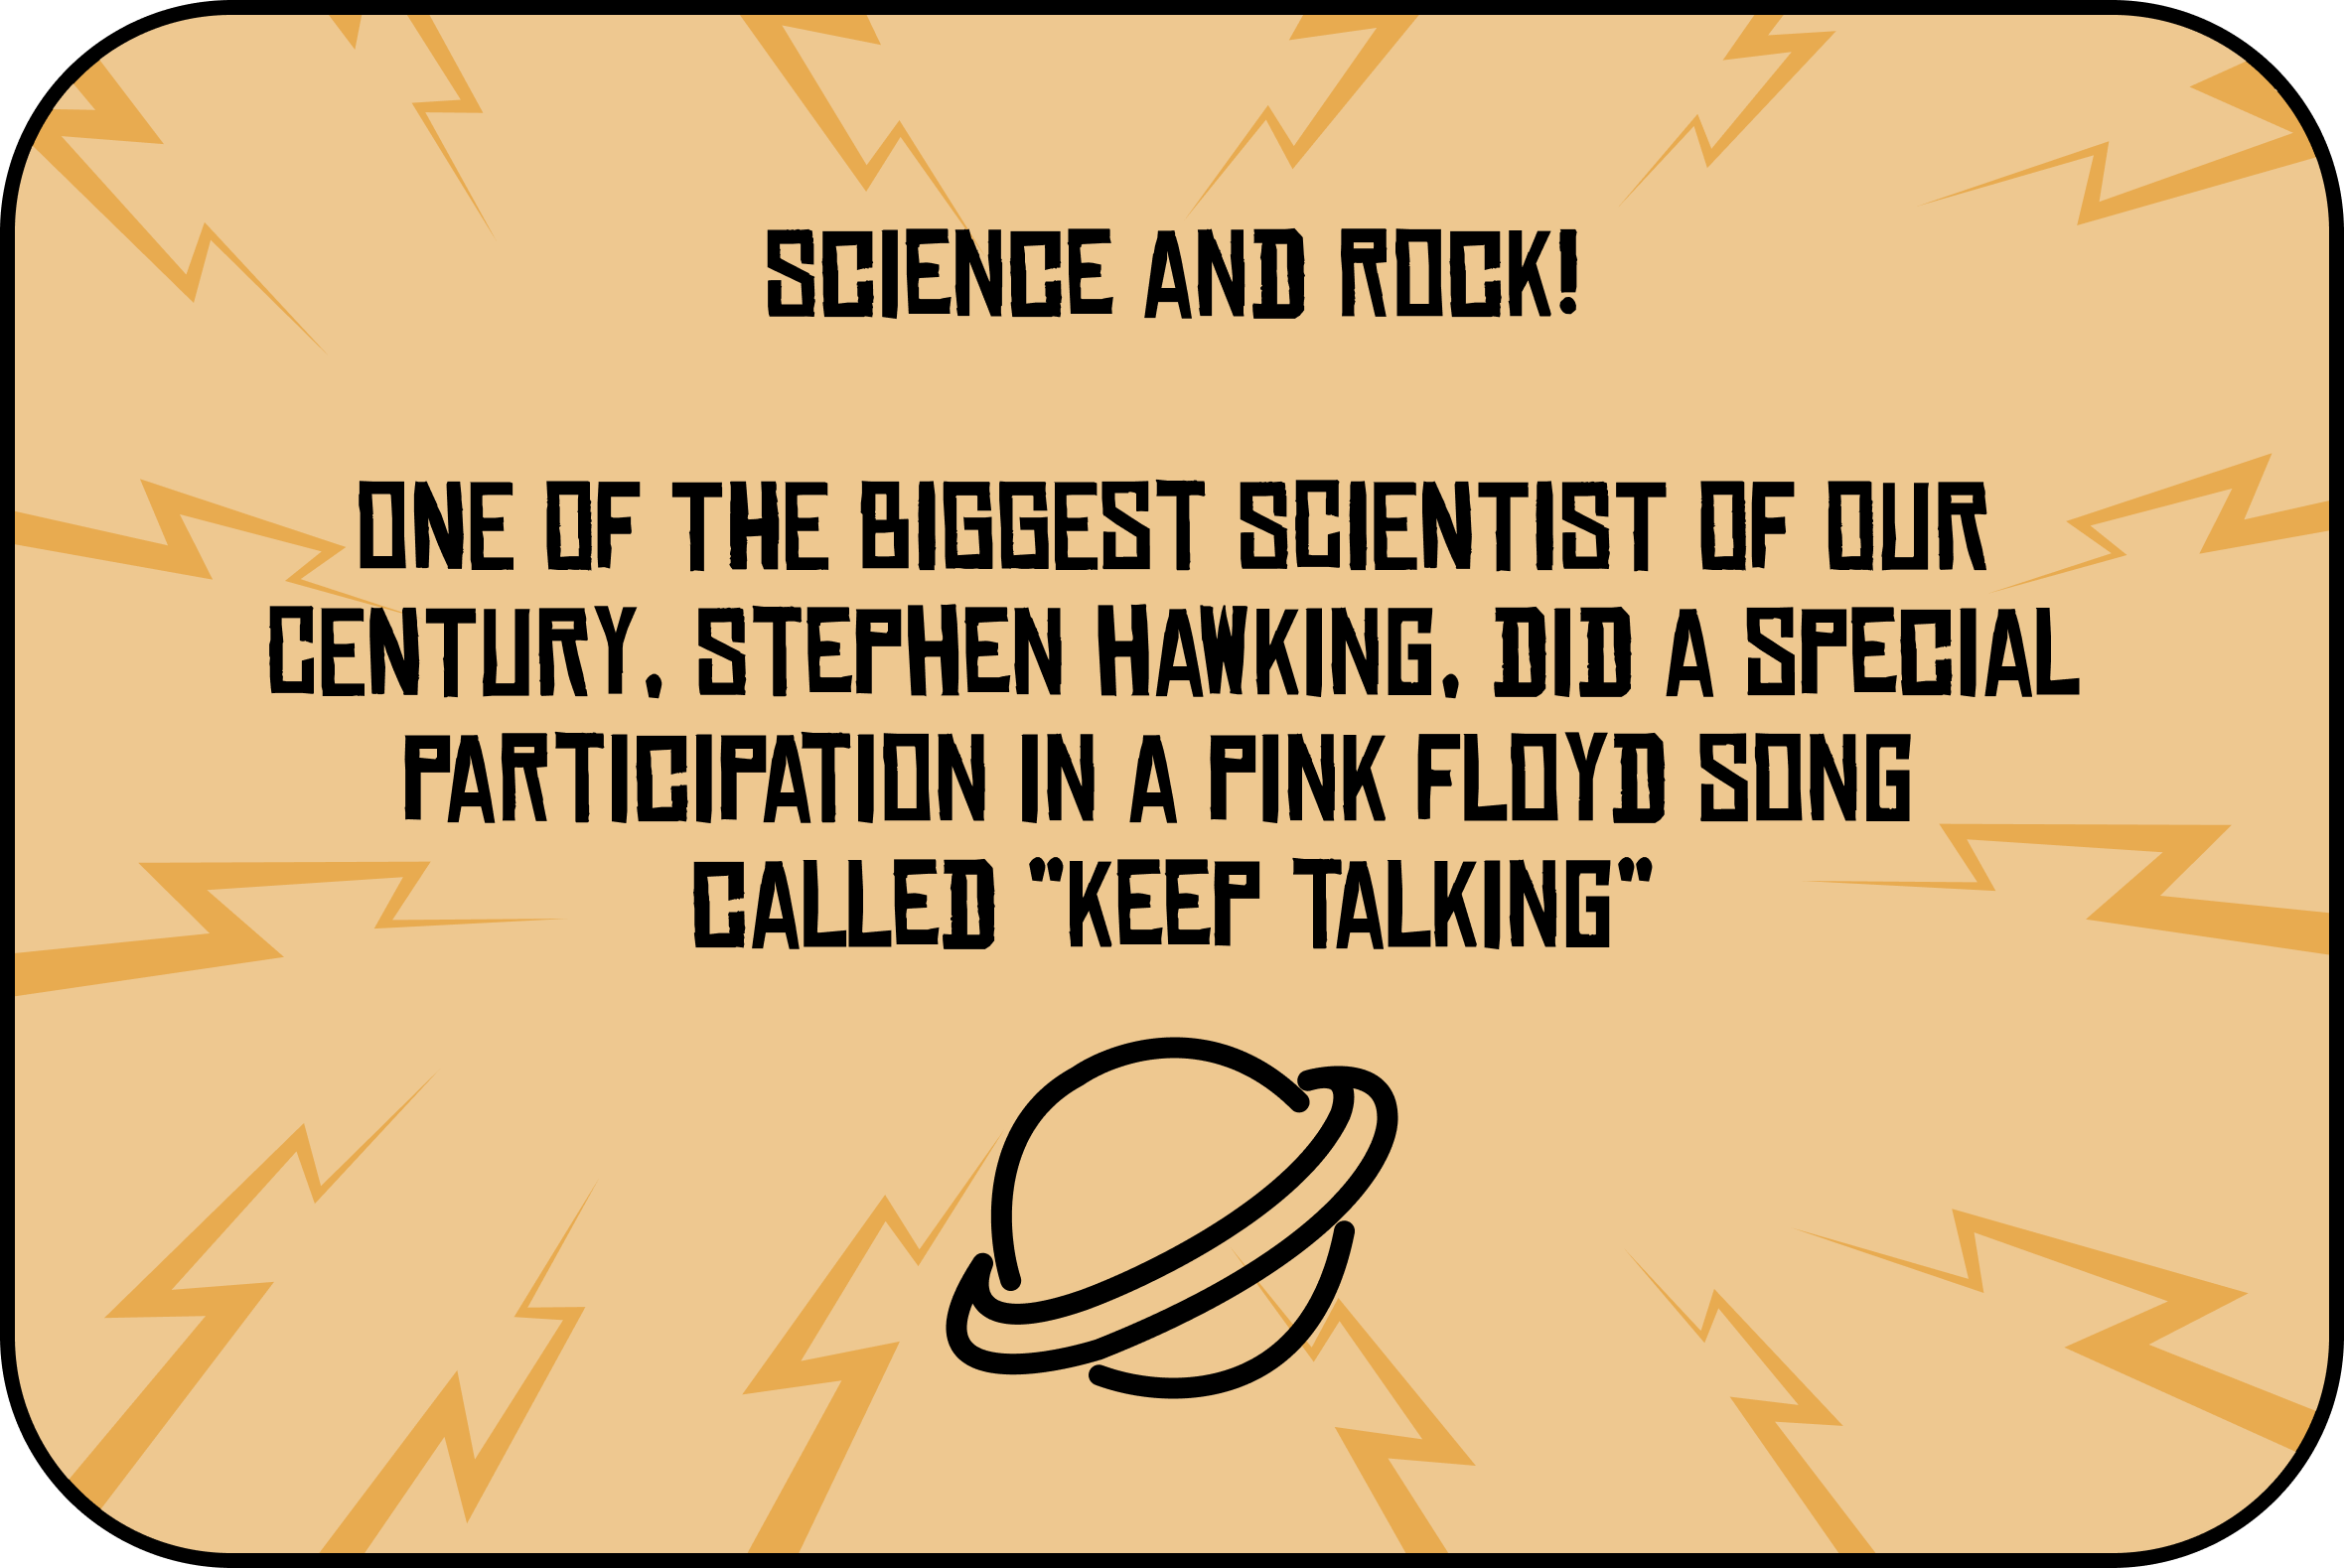 SCIENCE AND ROCK!
ONE OF THE BIGGEST SCIENTIST OF OUR
CENTURY, STEPHEN HAWKING, DID A SPECIAL
PARTICIPATION IN A PINK FLOYD SONG
CALLED "KEEP TALKING"